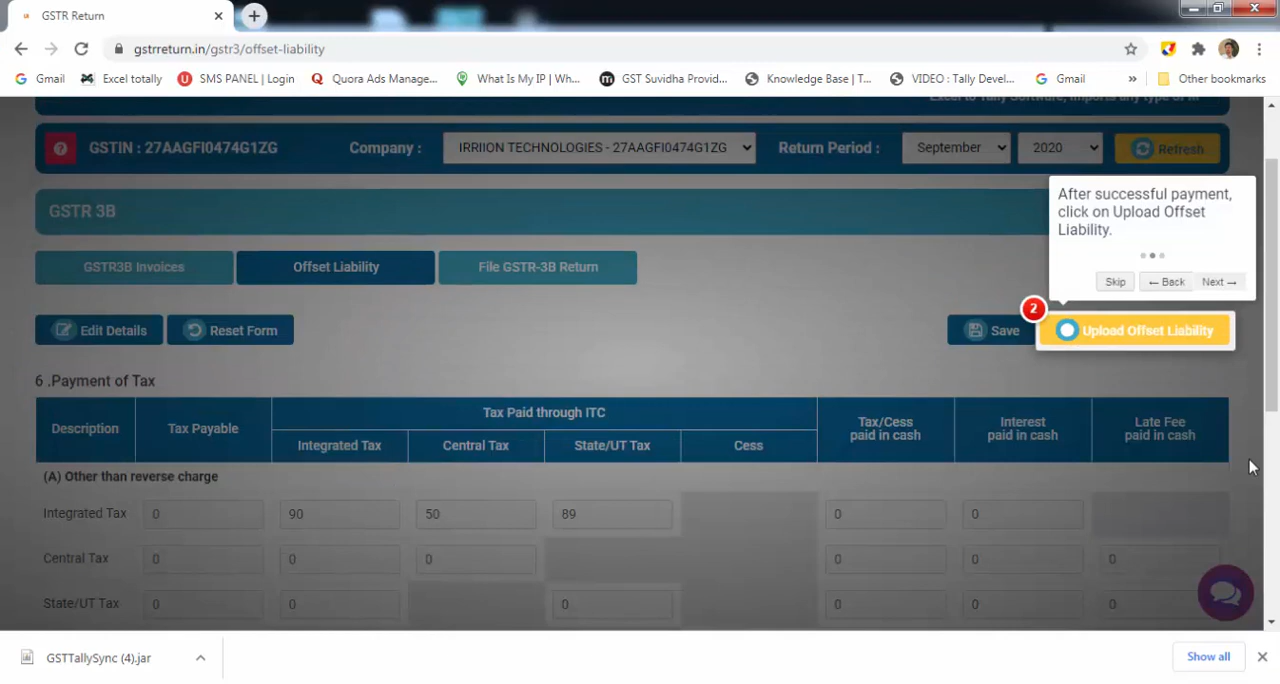 GSTR Return
gstrreturn.in/gstr3/offset-liability
Gmail
Excel totally
SMS PANEL | Login
Quora Ads Manage...
What Is My IP | Wh...
GST Suvidha Provid...
Knowledge Base | T...
VIDEO : Tally Devel...
Gmail
»
Other bookmarks
GSTIN : 27AAGFI0474G1ZG
Company :
IRRIION TECHNOLOGIES - 27AAGFI0474G1ZG
Return Period :
September
2020
Refresh
GSTR 3B
After successful payment,
click on Upload Offset
Liability.
Skip
← Back
Next →
GSTR3B Invoices
Offset Liability
File GSTR-3B Return
2
Edit Details
Reset Form
Save
Upload Offset Liability
6 .Payment of Tax
Description
Tax Payable
Tax Paid through ITC
Integrated Tax
Central Tax
State/UT Tax
Cess
Tax/Cess
paid in cash
Interest
paid in cash
Late Fee
paid in cash
(A) Other than reverse charge
Integrated Tax 0 90 50 89 0 0
Central Tax 0 0 0 0 0 0
State/UT Tax 0 0 0 0 0 0
GSTTallySync (4).jar
Show all